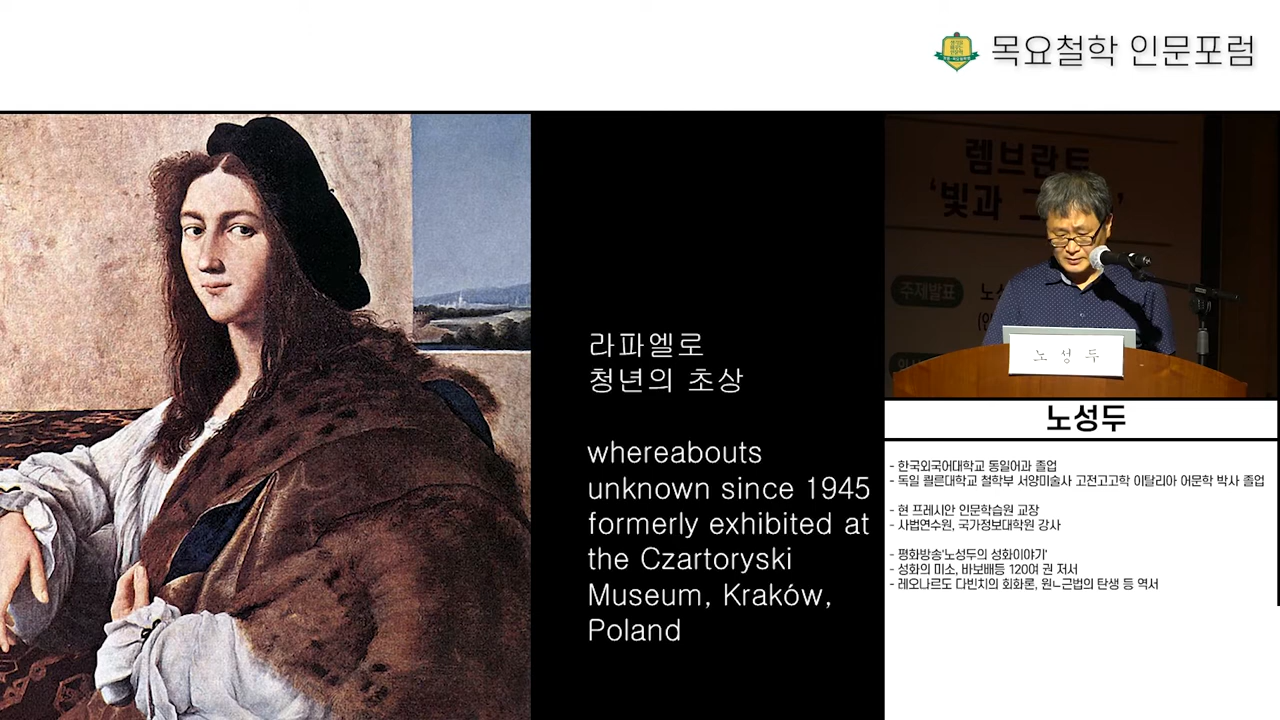 목요철학 인문포럼
라파엘로
청년의 초상
whereabouts
unknown since 1945
formerly exhibited at
the Czartoryski
Museum, Kraków,
Poland
렘브란트
'빛과 그
주제발표 노성
노 성 두
노성두
- 한국외국어대학교 독일어과 졸업
- 독일 쾰른대학교 철학부 서양미술사 고전고고학 이탈리아 어문학 박사 졸업
- 현 프레시안 인문학습원 교장
- 사법연수원, 국가정보대학원 강사
- 평화방송'노성두의 성화이야기'
- 성화의 미소, 바보배등 120여 권 저서
- 레오나르도 다빈치의 회화론, 원ㄴ근법의 탄생 등 역서